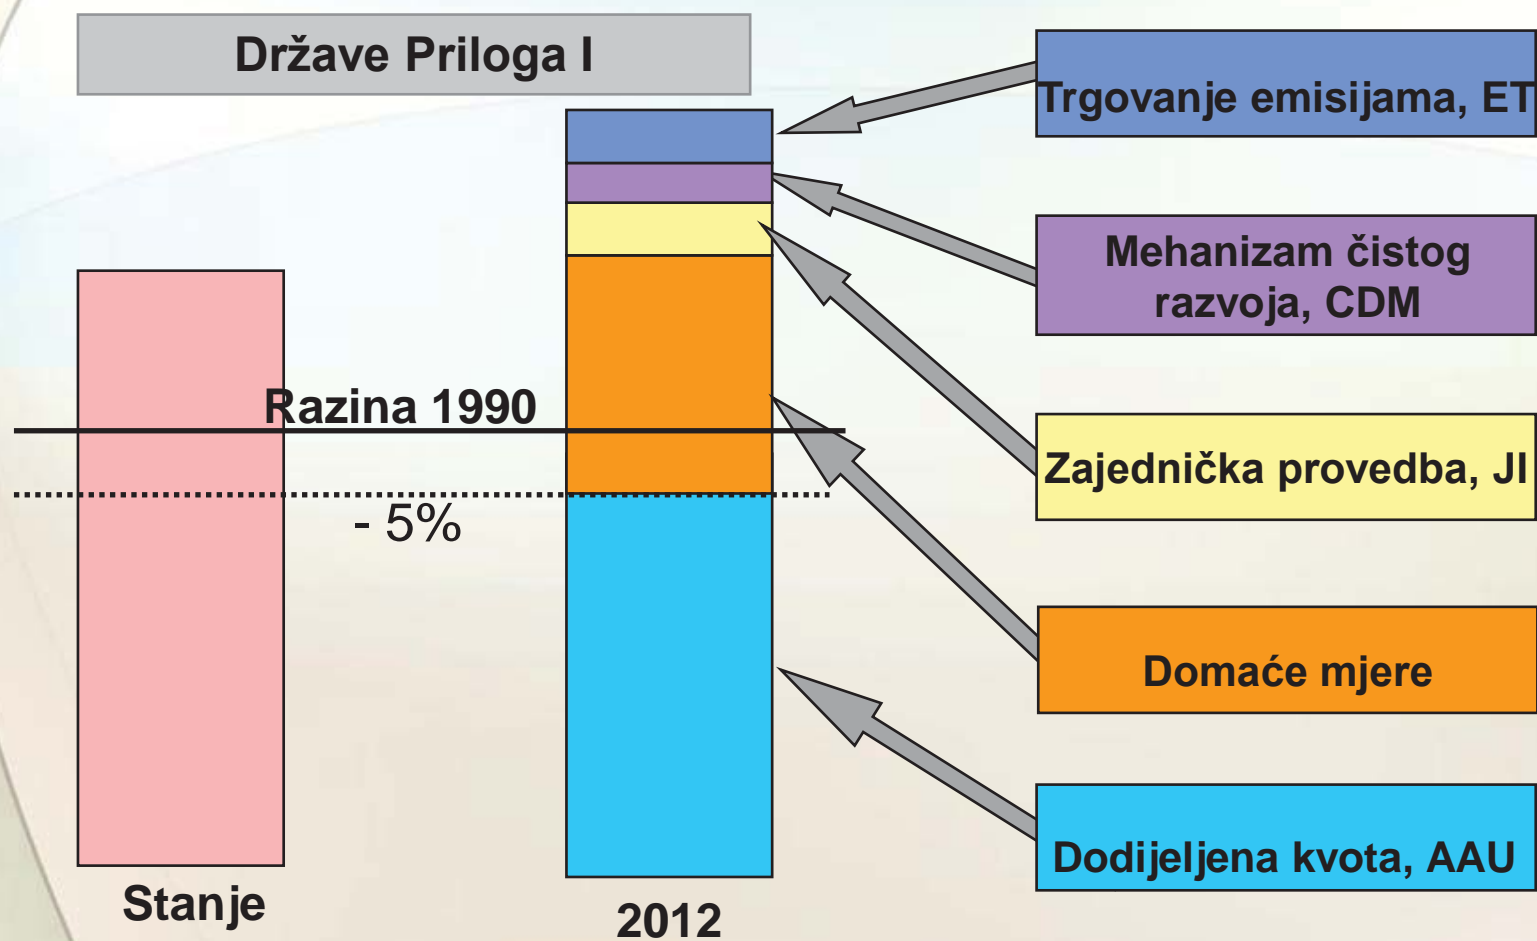 Države Priloga I
Trgovanje emisijama, ET
Mehanizam čistog
razvoja, CDM
Razina 1990
Zajednička provedba, JI
- 5%
Domaće mjere
Dodijeljena kvota, AAU
Stanje
2012